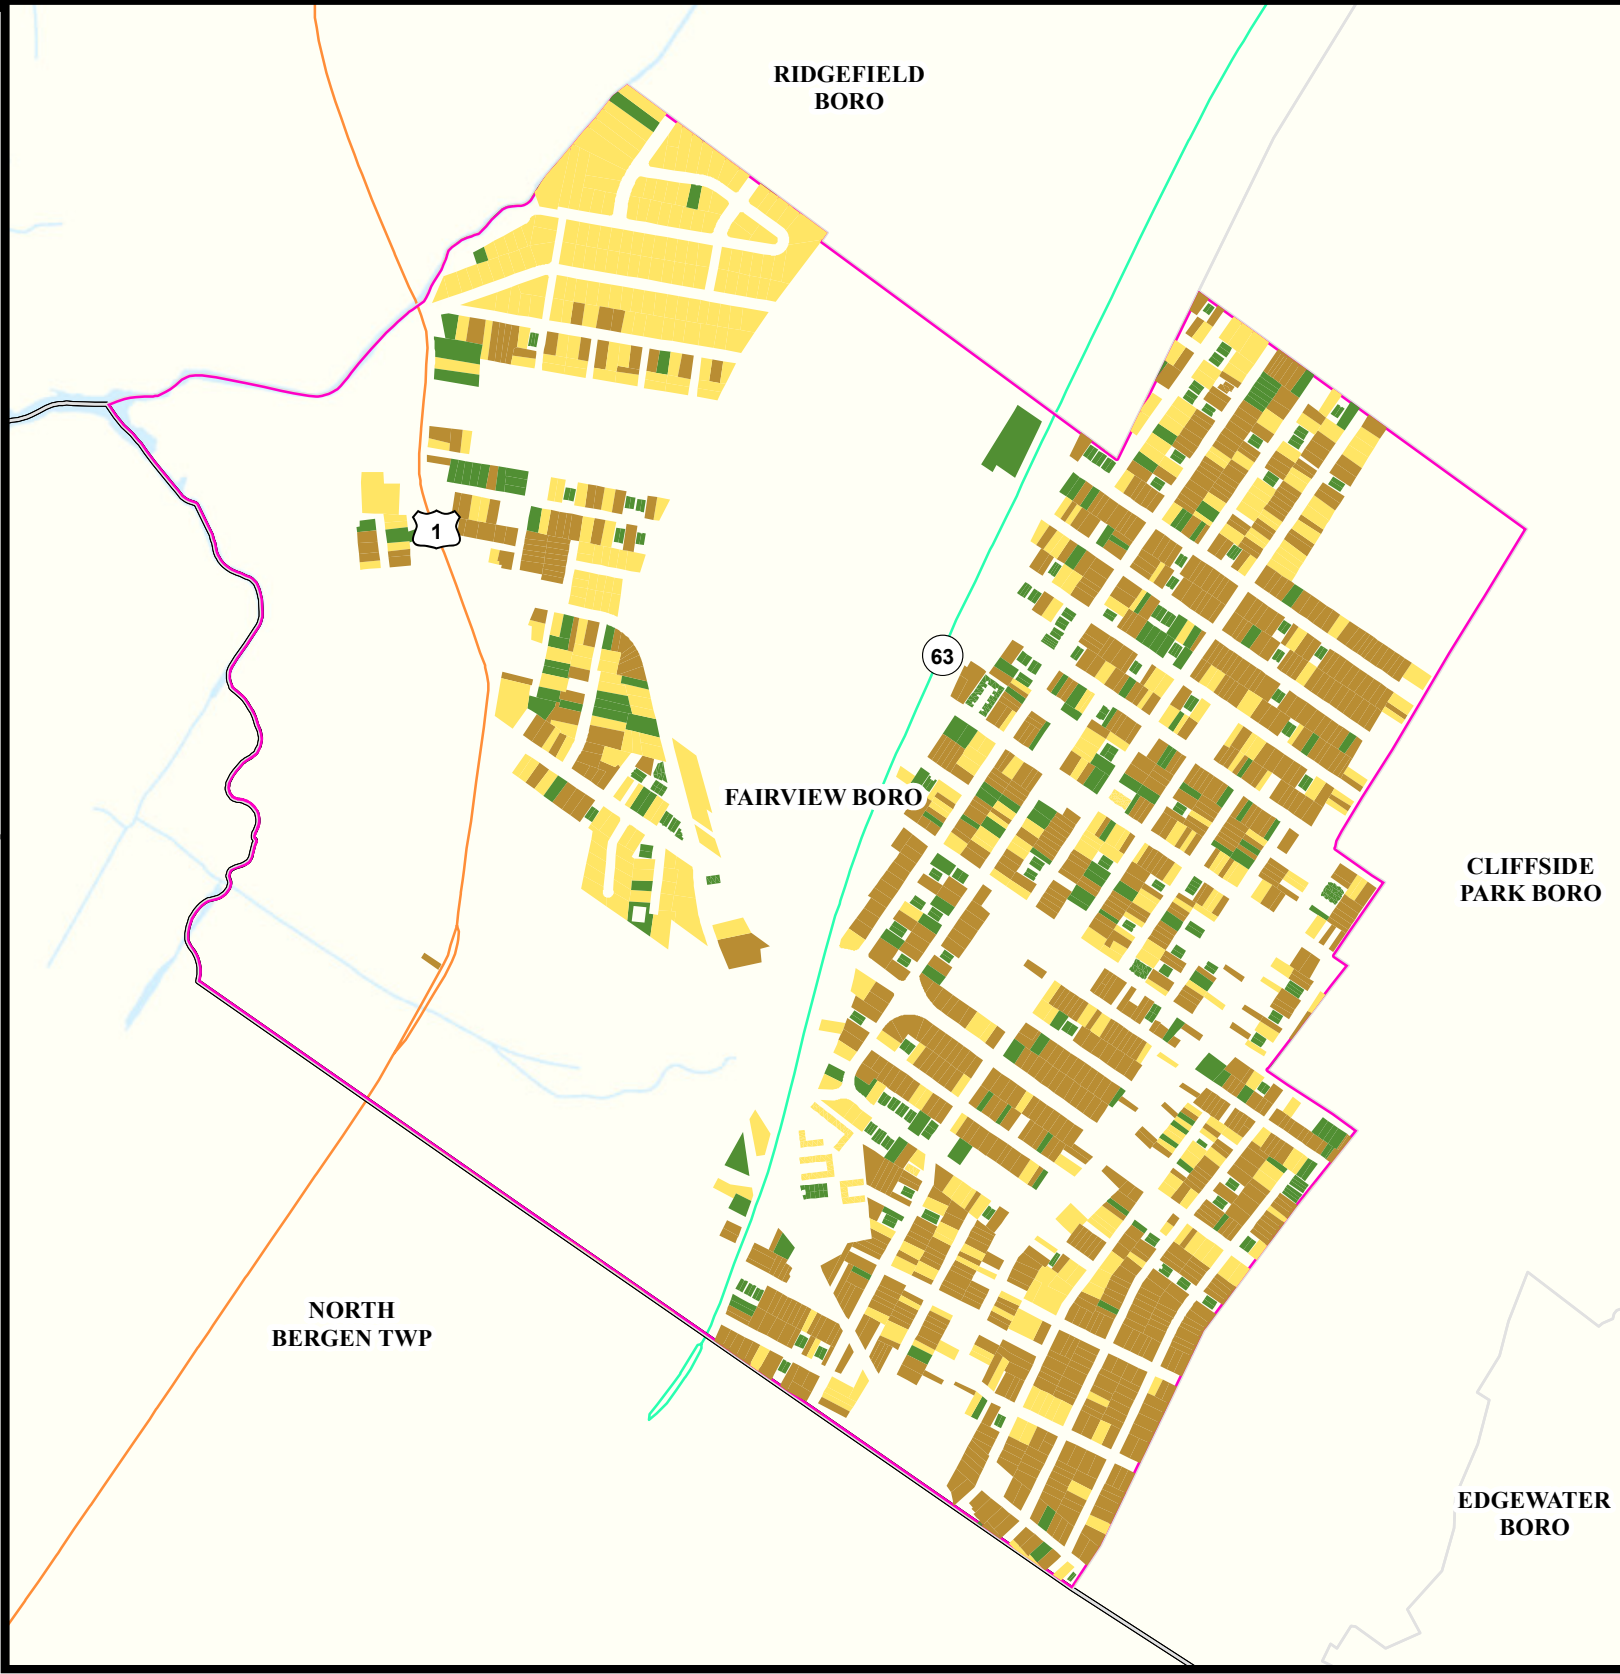 RIDGEFIELD
BORO
1
63
FAIRVIEW BORO
CLIFFSIDE
PARK BORO
NORTH
BERGEN TWP
EDGEWATER
BORO